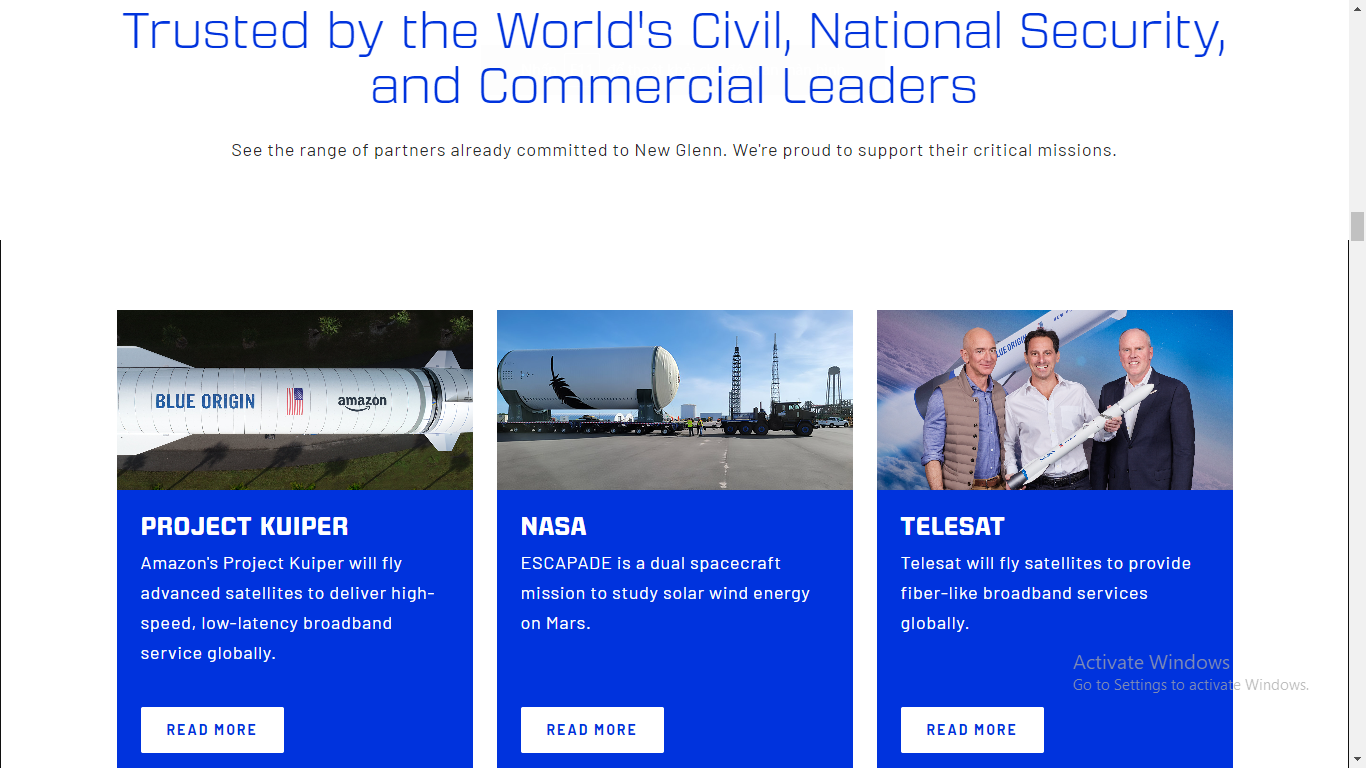 Trusted by the World's Civil, National Security,
and Commercial Leaders
See the range of partners already committed to New Glenn. We're proud to support their critical missions.
BLUE ORIGIN
amazon
BLUE ORIGIN
PROJECT KUIPER
Amazon's Project Kuiper will fly
advanced satellites to deliver high-
speed, low-latency broadband
service globally.
READ MORE
NASA
ESCAPADE is a dual spacecraft
mission to study solar wind energy
on Mars.
READ MORE
TELESAT
Telesat will fly satellites to provide
fiber-like broadband services
globally.
READ MORE
Activate Windows
Go to Settings to activate Windows.